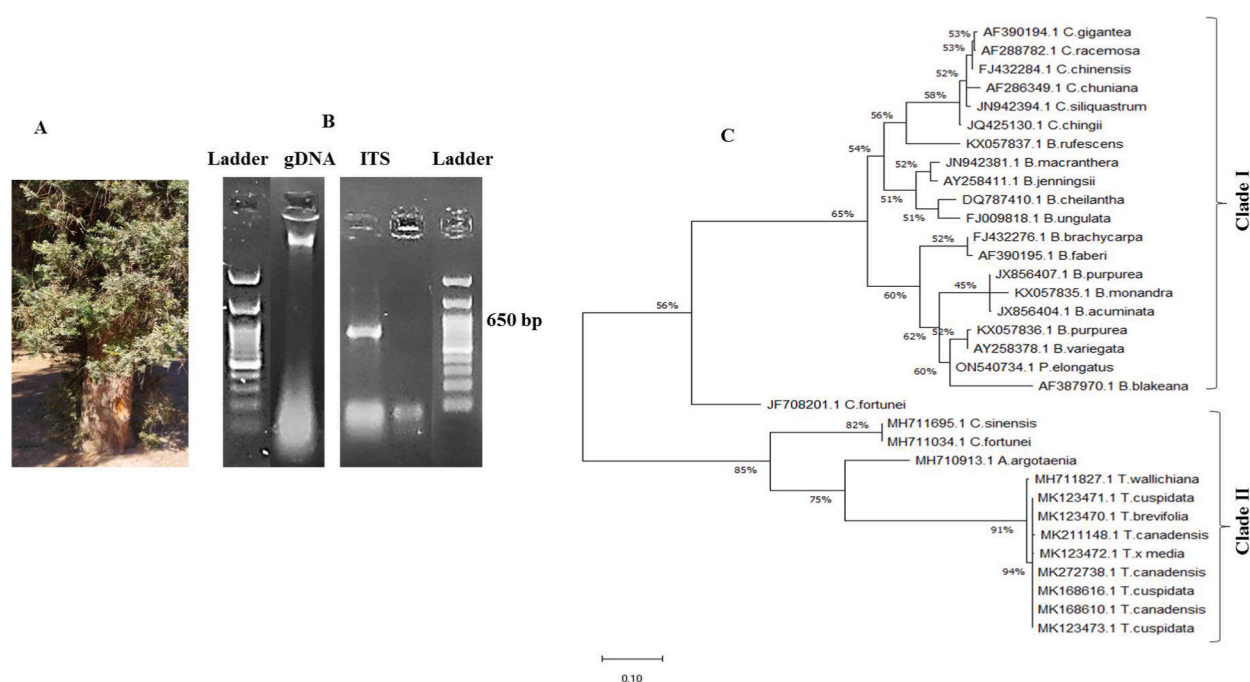 A
B
Ladder gDNA ITS Ladder
650 bp
C
53% AF390194.1 C.gigantea
53% AF288782.1 C.racemosa
FJ432284.1 C.chinensis
52%
AF286349.1 C.chuniana
58% JN942394.1 C.siliquastrum
JQ425130.1 C.chingii
56%
KX057837.1 B.rufescens
54%
52% JN942381.1 B.macranthera
AY258411.1 B.jenningsii
51% DQ787410.1 B.cheilantha
51% FJ009818.1 B.ungulata
65%
52% FJ432276.1 B.brachycarpa
AF390195.1 B.faberi
JX856407.1 B.purpurea
60% 45% KX057835.1 B.monandra
JX856404.1 B.acuminata
56%
62% 52% KX057836.1 B.purpurea
AY258378.1 B.variegata
60% ON540734.1 P.elongatus
AF387970.1 B.blakeana
Clade I
JF708201.1 C.fortunei
82% MH711695.1 C.sinensis
MH711034.1 C.fortunei
85%
MH710913.1 A.argotaenia
75%
MH711827.1 T.wallichiana
MK123471.1 T.cuspidata
MK123470.1 T.brevifolia
91% MK211148.1 T.canadensis
MK123472.1 T.x media
94% MK272738.1 T.canadensis
MK168616.1 T.cuspidata
MK168610.1 T.canadensis
MK123473.1 T.cuspidata
Clade II
0.10